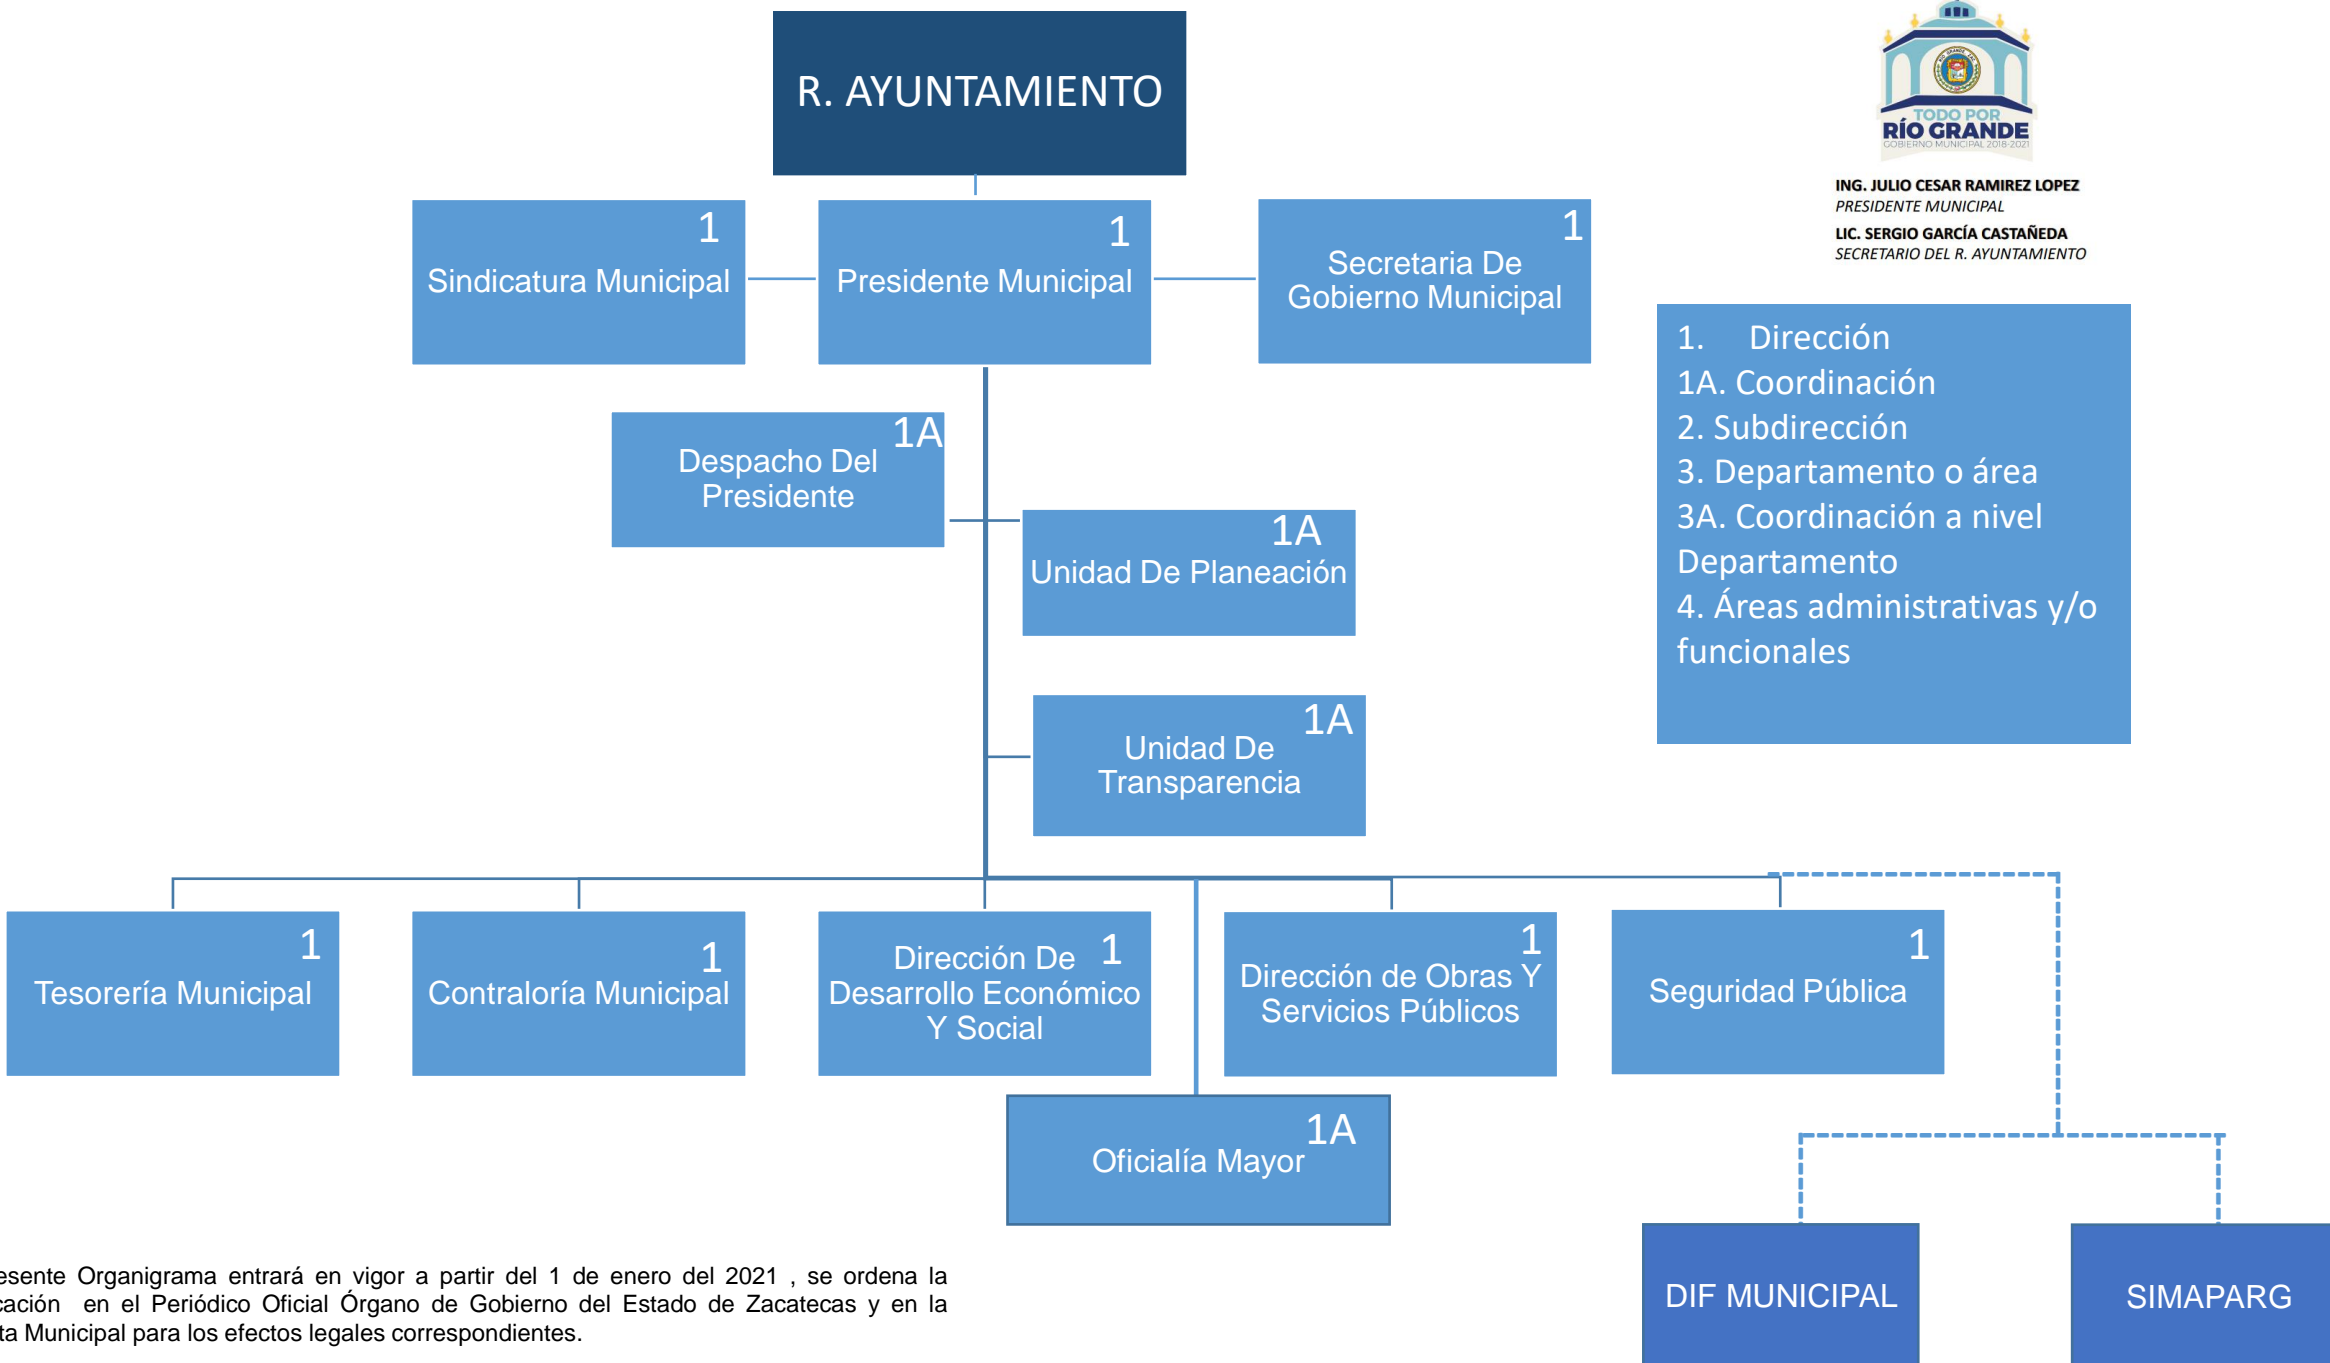 R. AYUNTAMIENTO
TODO POR
RÍO GRANDE
GOBIERNO MUNICIPAL 2018-2021
ING. JULIO CESAR RAMIREZ LOPEZ
PRESIDENTE MUNICIPAL
LIC. SERGIO GARCÍA CASTAÑEDA
SECRETARIO DEL R. AYUNTAMIENTO
1
Sindicatura Municipal
1
Presidente Municipal
1
Secretaria De
Gobierno Municipal
1. Dirección
1A. Coordinación
2. Subdirección
3. Departamento o área
3A. Coordinación a nivel
Departamento
4. Áreas administrativas y/o
funcionales
1A
Despacho Del
Presidente
1A
Unidad De Planeación
1A
Unidad De
Transparencia
1
Tesorería Municipal
1
Contraloría Municipal
1
Dirección De
Desarrollo Económico
Y Social
1
Dirección de Obras Y
Servicios Públicos
1
Seguridad Pública
1A
Oficialía Mayor
DIF MUNICIPAL
SIMAPARG
esente Organigrama entrará en vigor a partir del 1 de enero del 2021 , se ordena la
cación en el Periódico Oficial Órgano de Gobierno del Estado de Zacatecas y en la
ta Municipal para los efectos legales correspondientes.